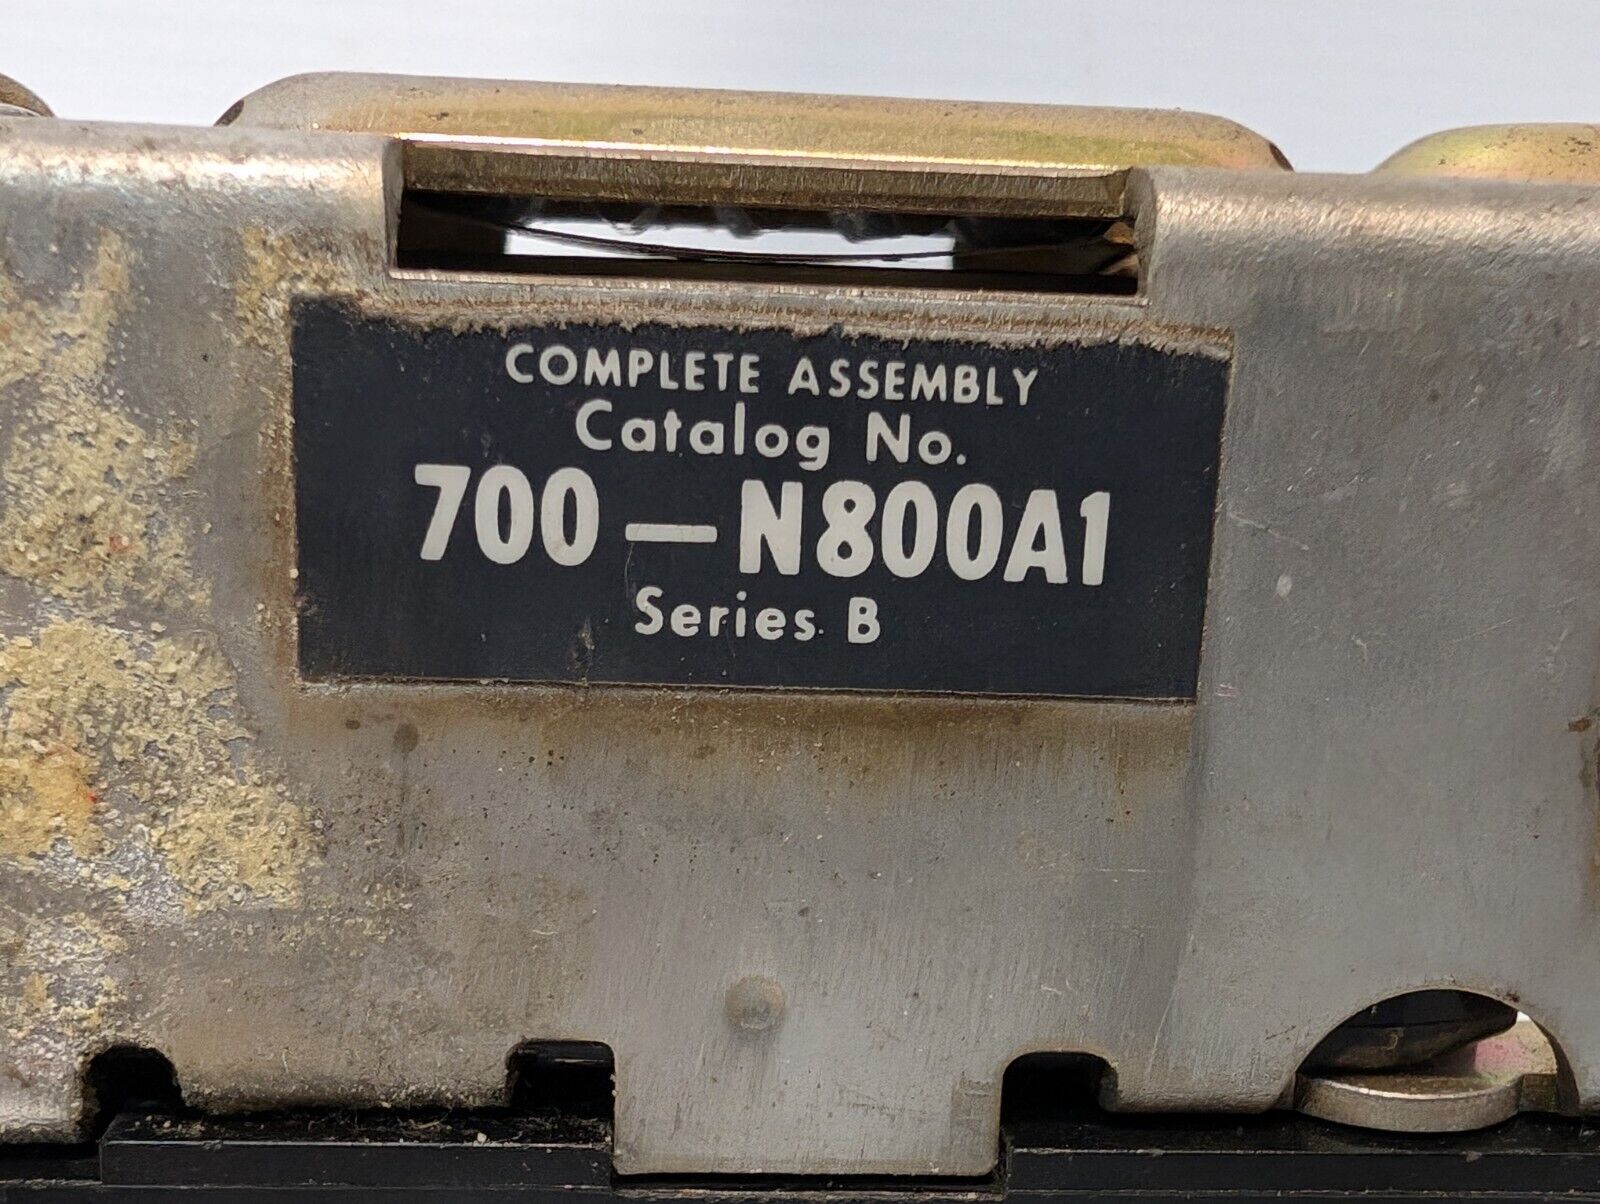 COMPLETE ASSEMBLY
Catalog No.
700-N800A1
Series B